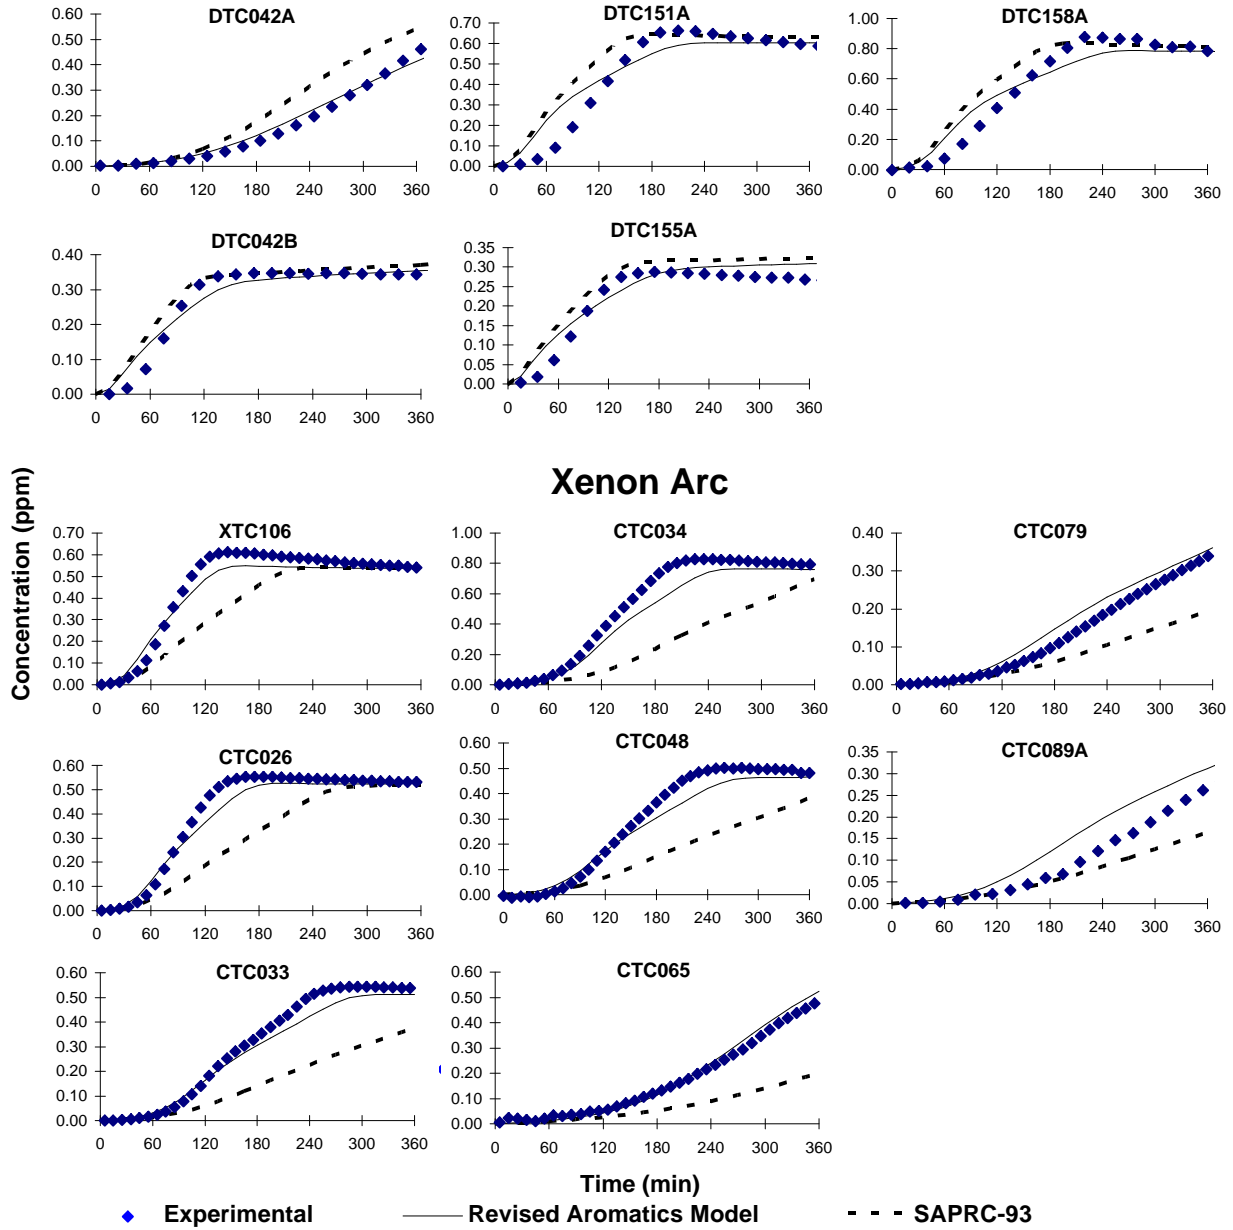 DTC042A
0.60
0.50
0.40
0.30
0.20
0.10
0.00
0 60 120 180 240 300 360
DTC151A
0.70
0.60
0.50
0.40
0.30
0.20
0.10
0.00
0 60 120 180 240 300 360
DTC158A
1.00
0.80
0.60
0.40
0.20
0.00
0 60 120 180 240 300 360
DTC042B
0.40
0.30
0.20
0.10
0.00
0 60 120 180 240 300 360
DTC155A
0.35
0.30
0.25
0.20
0.15
0.10
0.05
0.00
0 60 120 180 240 300 360
Xenon Arc
Concentration (ppm)
XTC106
0.70
0.60
0.50
0.40
0.30
0.20
0.10
0.00
0 60 120 180 240 300 360
CTC034
1.00
0.80
0.60
0.40
0.20
0.00
0 60 120 180 240 300 360
CTC079
0.40
0.30
0.20
0.10
0.00
0 60 120 180 240 300 360
CTC026
0.60
0.50
0.40
0.30
0.20
0.10
0.00
0 60 120 180 240 300 360
CTC048
0.60
0.50
0.40
0.30
0.20
0.10
0.00
0 60 120 180 240 300 360
CTC089A
0.35
0.30
0.25
0.20
0.15
0.10
0.05
0.00
0 60 120 180 240 300 360
CTC033
0.60
0.50
0.40
0.30
0.20
0.10
0.00
0 60 120 180 240 300 360
CTC065
0.60
0.50
0.40
0.30
0.20
0.10
0.00
0 60 120 180 240 300 360
Time (min)
Experimental Revised Aromatics Model SAPRC-93